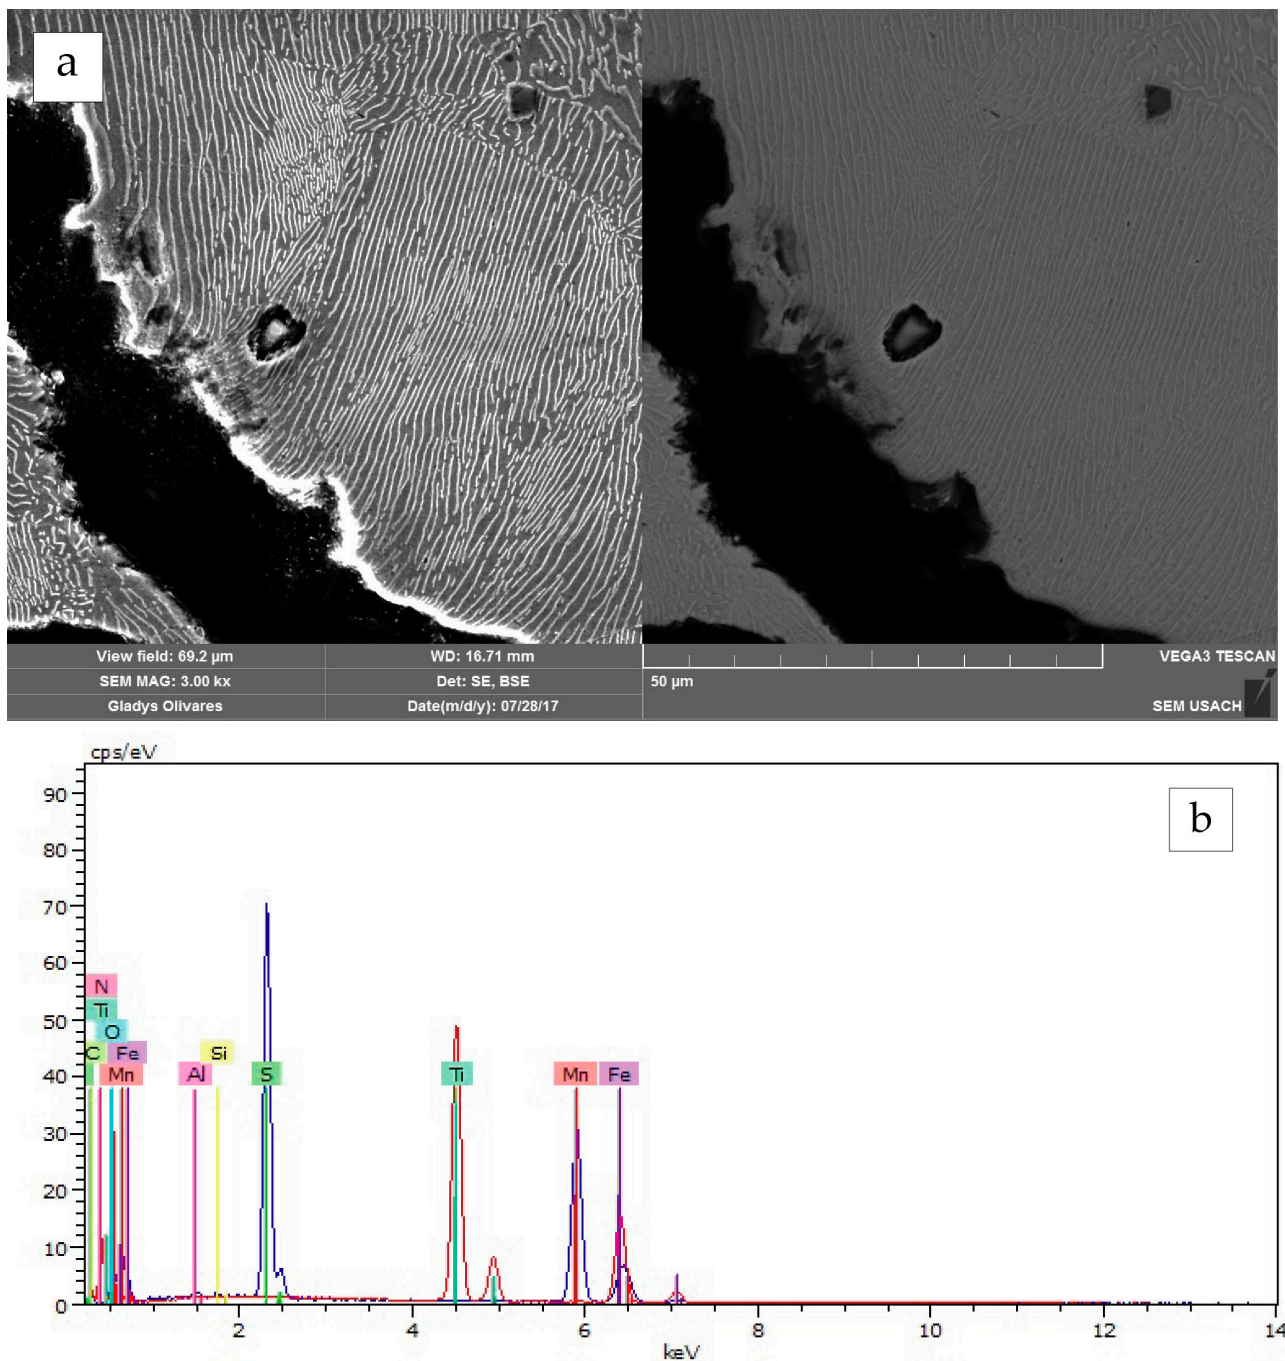 a
View field: 69.2 µm
WD: 16.71 mm
VEGA3 TESCAN
SEM MAG: 3.00 kx
Det: SE, BSE
50 µm
Gladys Olivares
Date(m/d/y): 07/28/17
SEM USACH
cps/eV
b
90
80
70
60
50
40
30
20
10
0
N
Ti
O
C Fe Si
Mn Al S Ti Mn Fe
2 4 6 8 10 12 14
keV